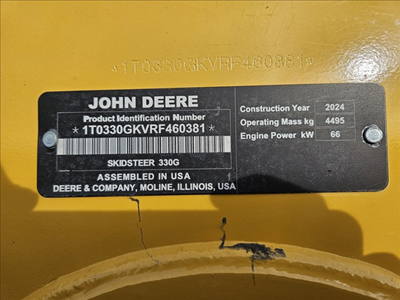 *1T0330GKVRF460381*
JOHN DEERE
Product Identification Number
* 1T0330GKVRF460381 *
SKIDSTEER 330G
ASSEMBLED IN USA
DEERE & COMPANY, MOLINE, ILLINOIS, USA
Construction Year 2024
Operating Mass kg 4495
Engine Power kW 66